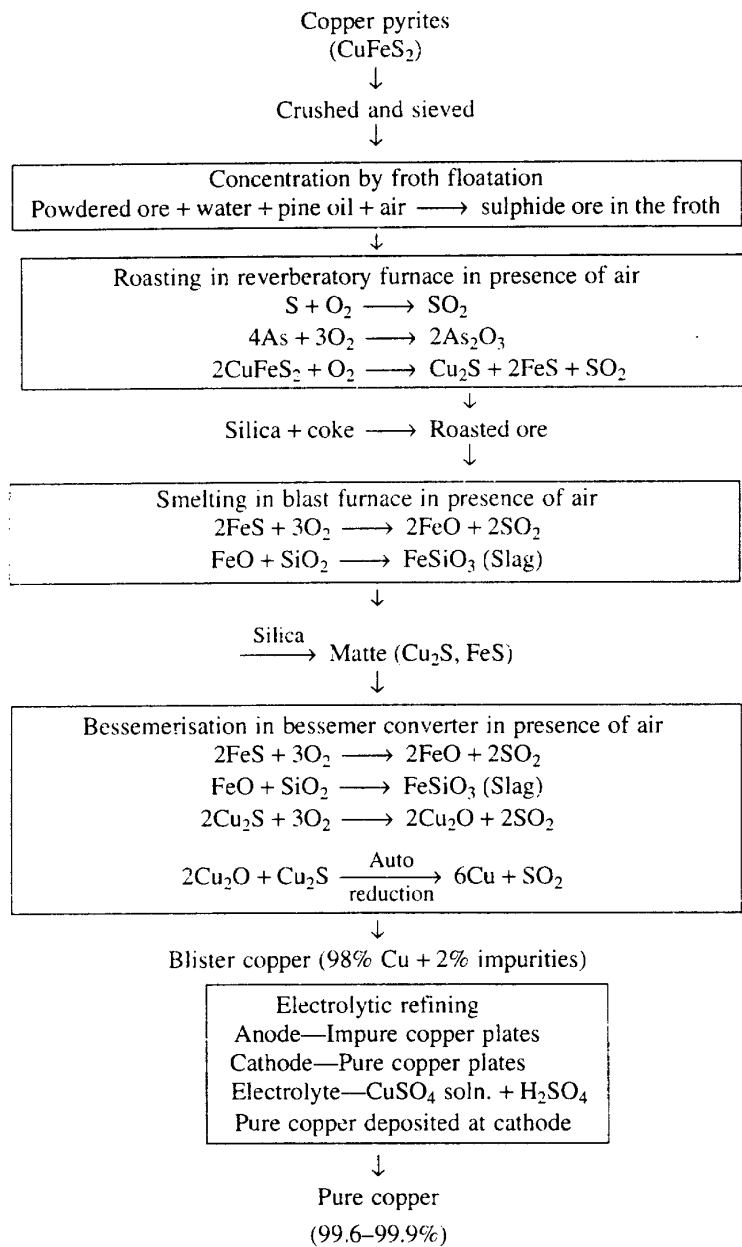 Copper pyrites
(CuFeS₂)
↓
Crushed and sieved
↓
Concentration by froth floatation
Powdered ore + water + pine oil + air ⟶ sulphide ore in the froth
↓
Roasting in reverberatory furnace in presence of air
S + O₂ ⟶ SO₂
4As + 3O₂ ⟶ 2As₂O₃
2CuFeS₂ + O₂ ⟶ Cu₂S + 2FeS + SO₂
↓
Silica + coke ⟶ Roasted ore
↓
Smelting in blast furnace in presence of air
2FeS + 3O₂ ⟶ 2FeO + 2SO₂
FeO + SiO₂ ⟶ FeSiO₃ (Slag)
↓
Silica
⟶ Matte (Cu₂S, FeS)
↓
Bessemerisation in bessemer converter in presence of air
2FeS + 3O₂ ⟶ 2FeO + 2SO₂
FeO + SiO₂ ⟶ FeSiO₃ (Slag)
2Cu₂S + 3O₂ ⟶ 2Cu₂O + 2SO₂
Auto
2Cu₂O + Cu₂S ⟶ 6Cu + SO₂
reduction
↓
Blister copper (98% Cu + 2% impurities)
Electrolytic refining
Anode—Impure copper plates
Cathode—Pure copper plates
Electrolyte—CuSO₄ soln. + H₂SO₄
Pure copper deposited at cathode
↓
Pure copper
(99.6–99.9%)